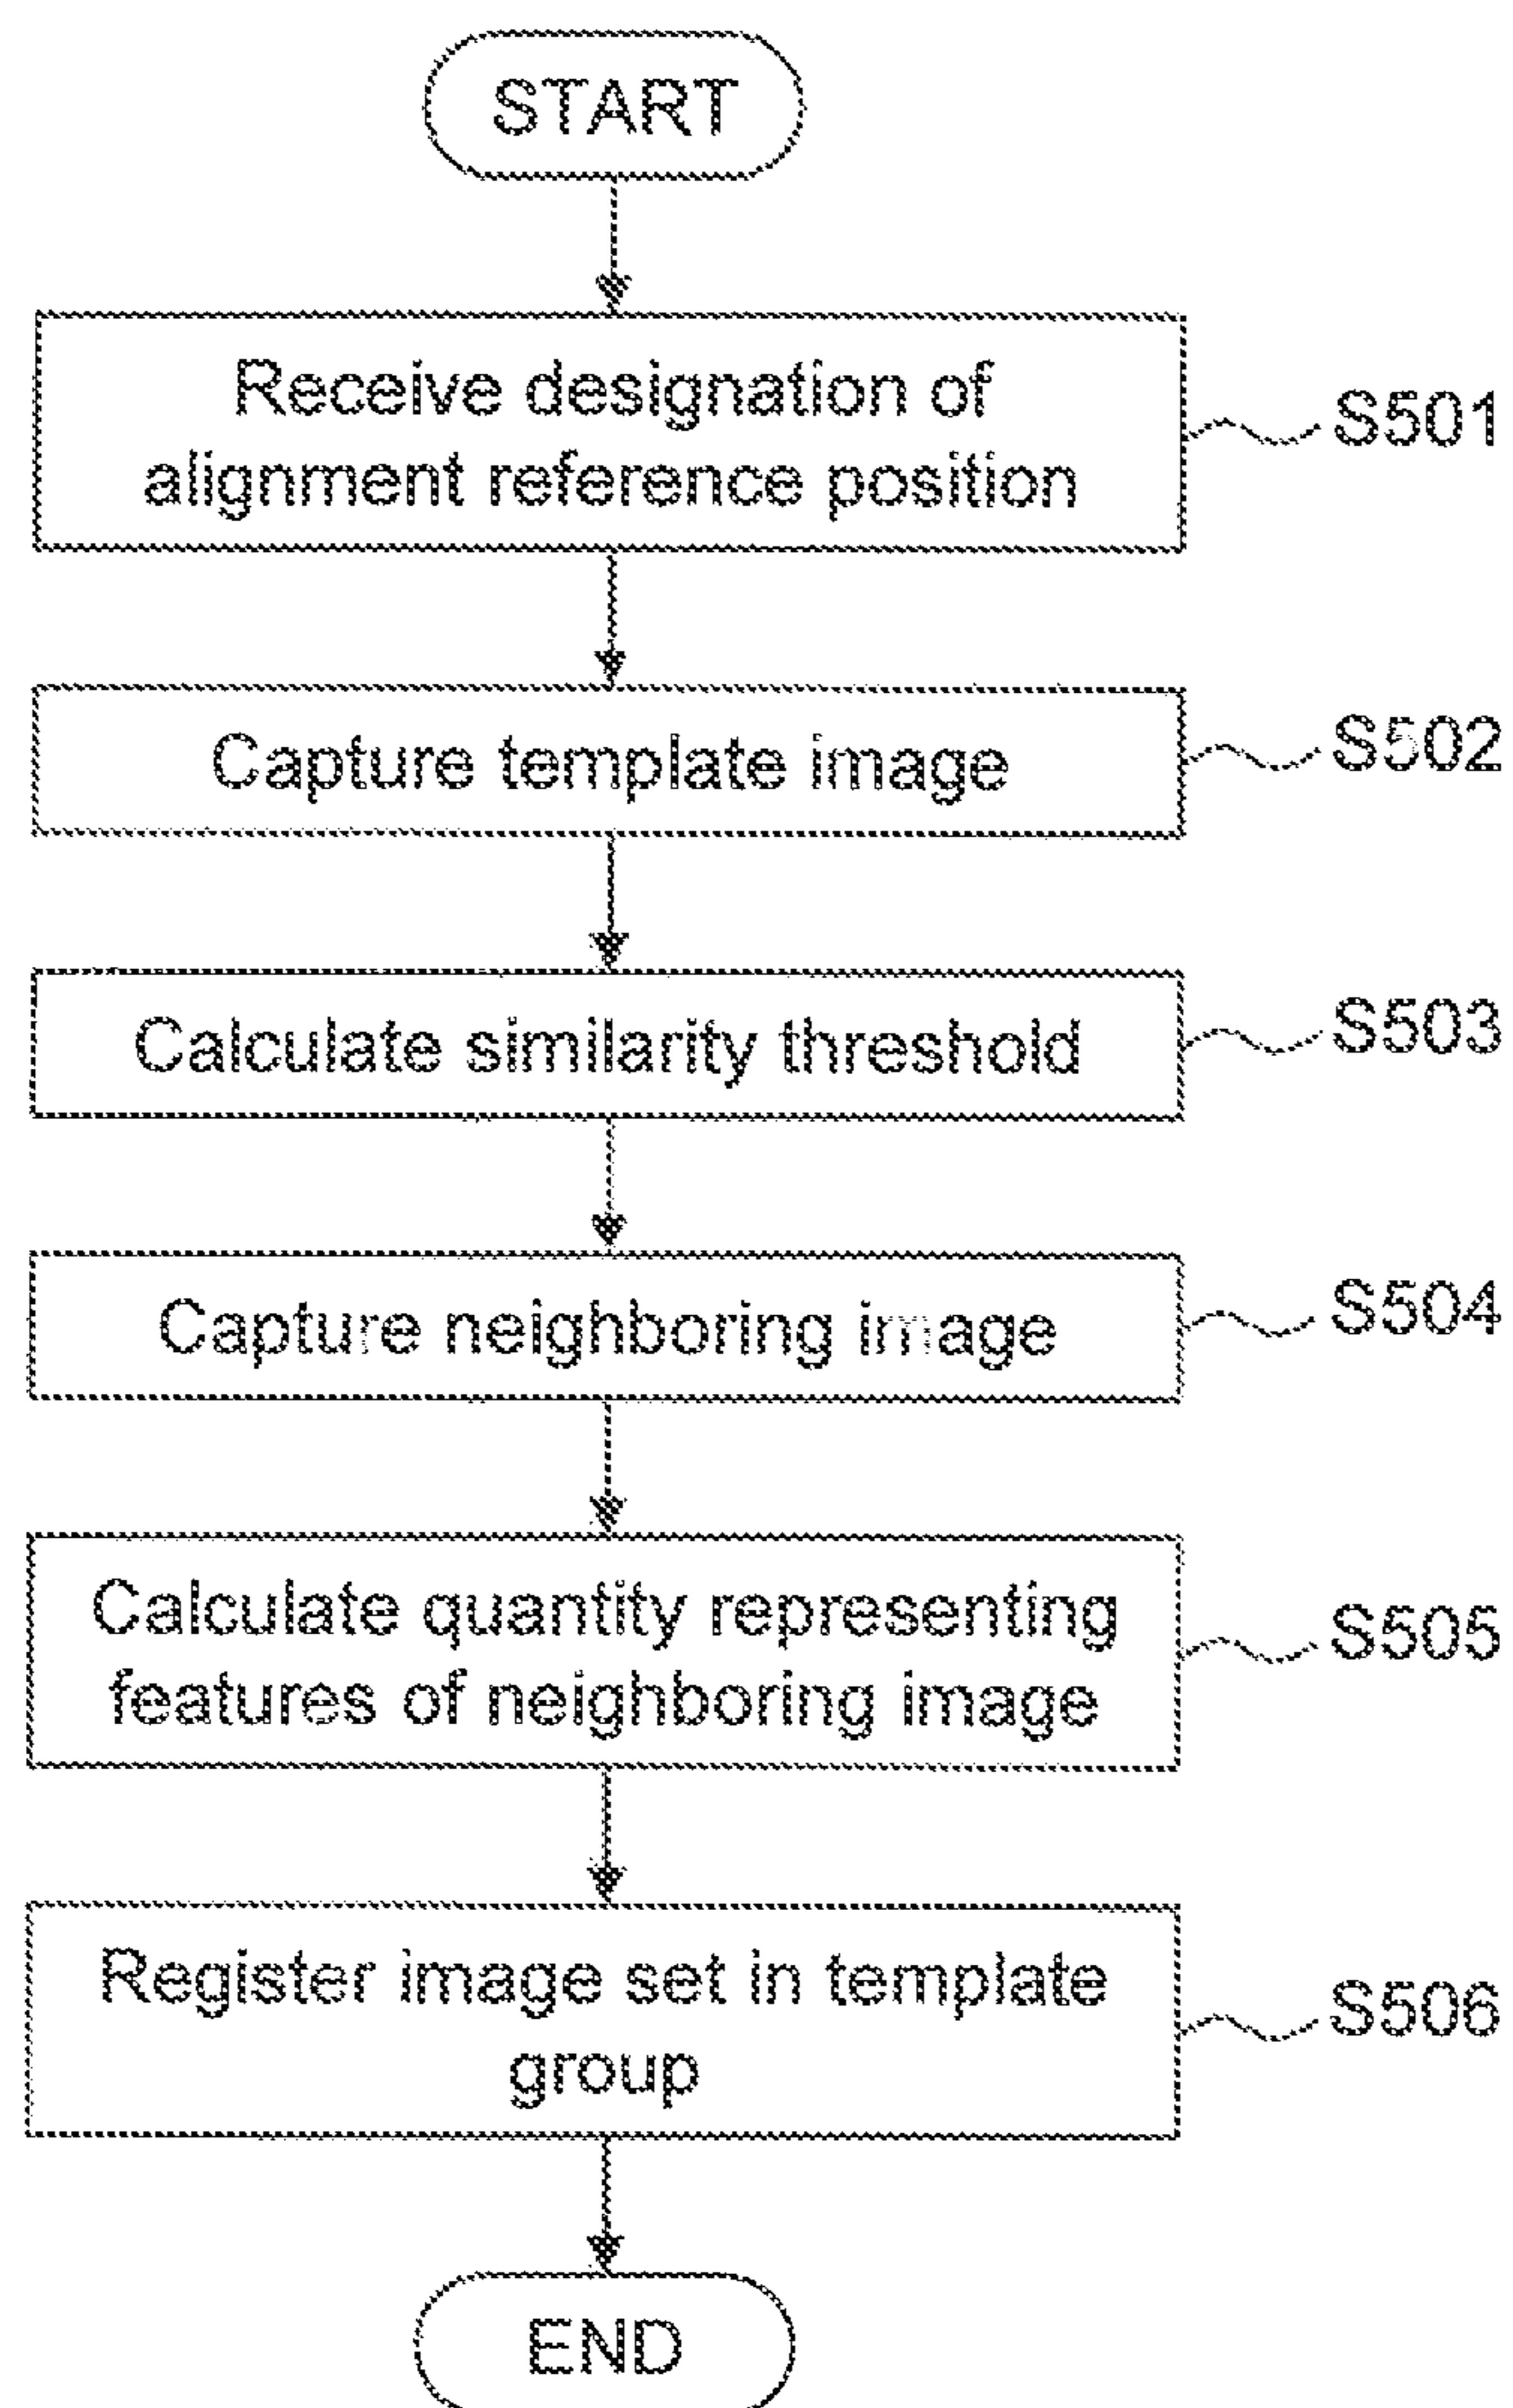 START
Receive designation of
alignment reference position
S501
Capture template image
S502
Calculate similarity threshold
S503
Capture neighboring image
S504
Calculate quantity representing
features of neighboring image
S505
Register image set in template
group
S506
END